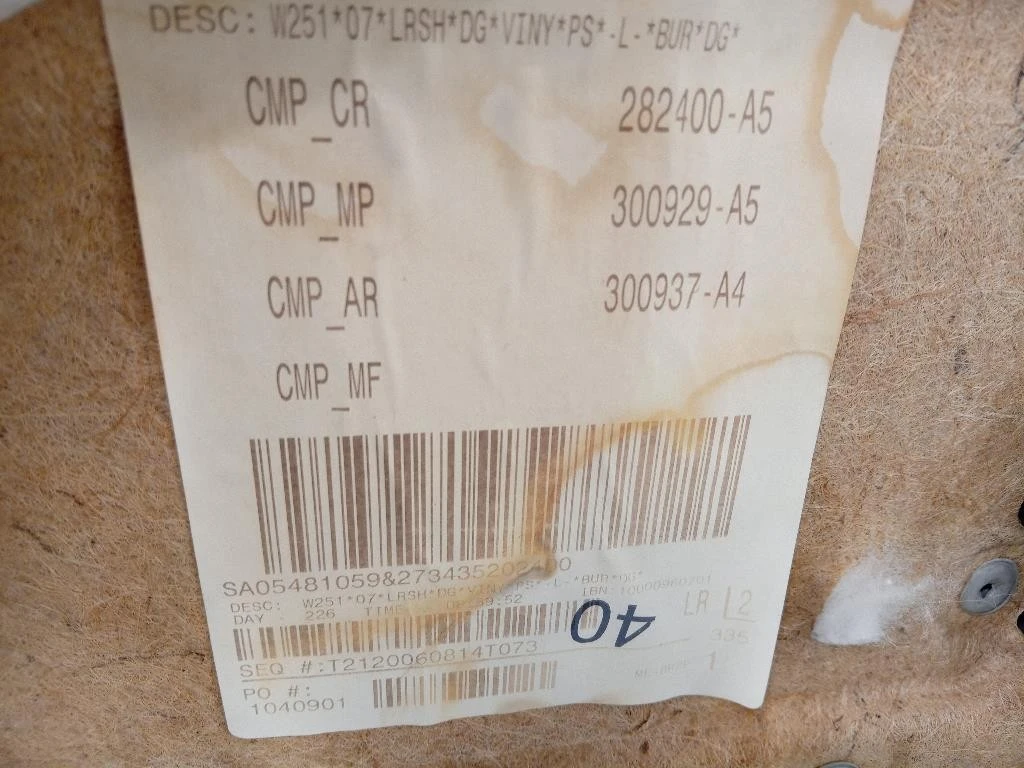 DESC: W251*07*LRSH*DG*VINY*PS*-L-*BUR*DG*
CMP_CR 282400-A5
CMP_MP 300929-A5
CMP_AR 300937-A4
CMP_MF
DESC: W251*07*LRSH*DG*VINY*PS*-L-*BUR*DG*
DAY : 226 TIME
40
LR L2
335
SEQ #:T2120060814T073
1
PO #:
1040901